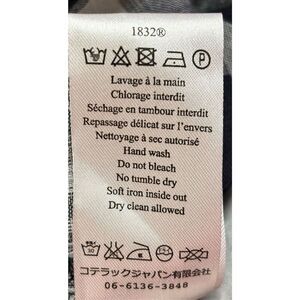 1832®
Lavage à la main
Chlorage interdit
Séchage en tambour interdit
Repassage délicat sur l'envers
Nettoyage à sec autorisé
Hand wash
Do not bleach
No tumble dry
Soft iron inside out
Dry clean allowed
コテラックジャパン有限会社
06-6136-3848